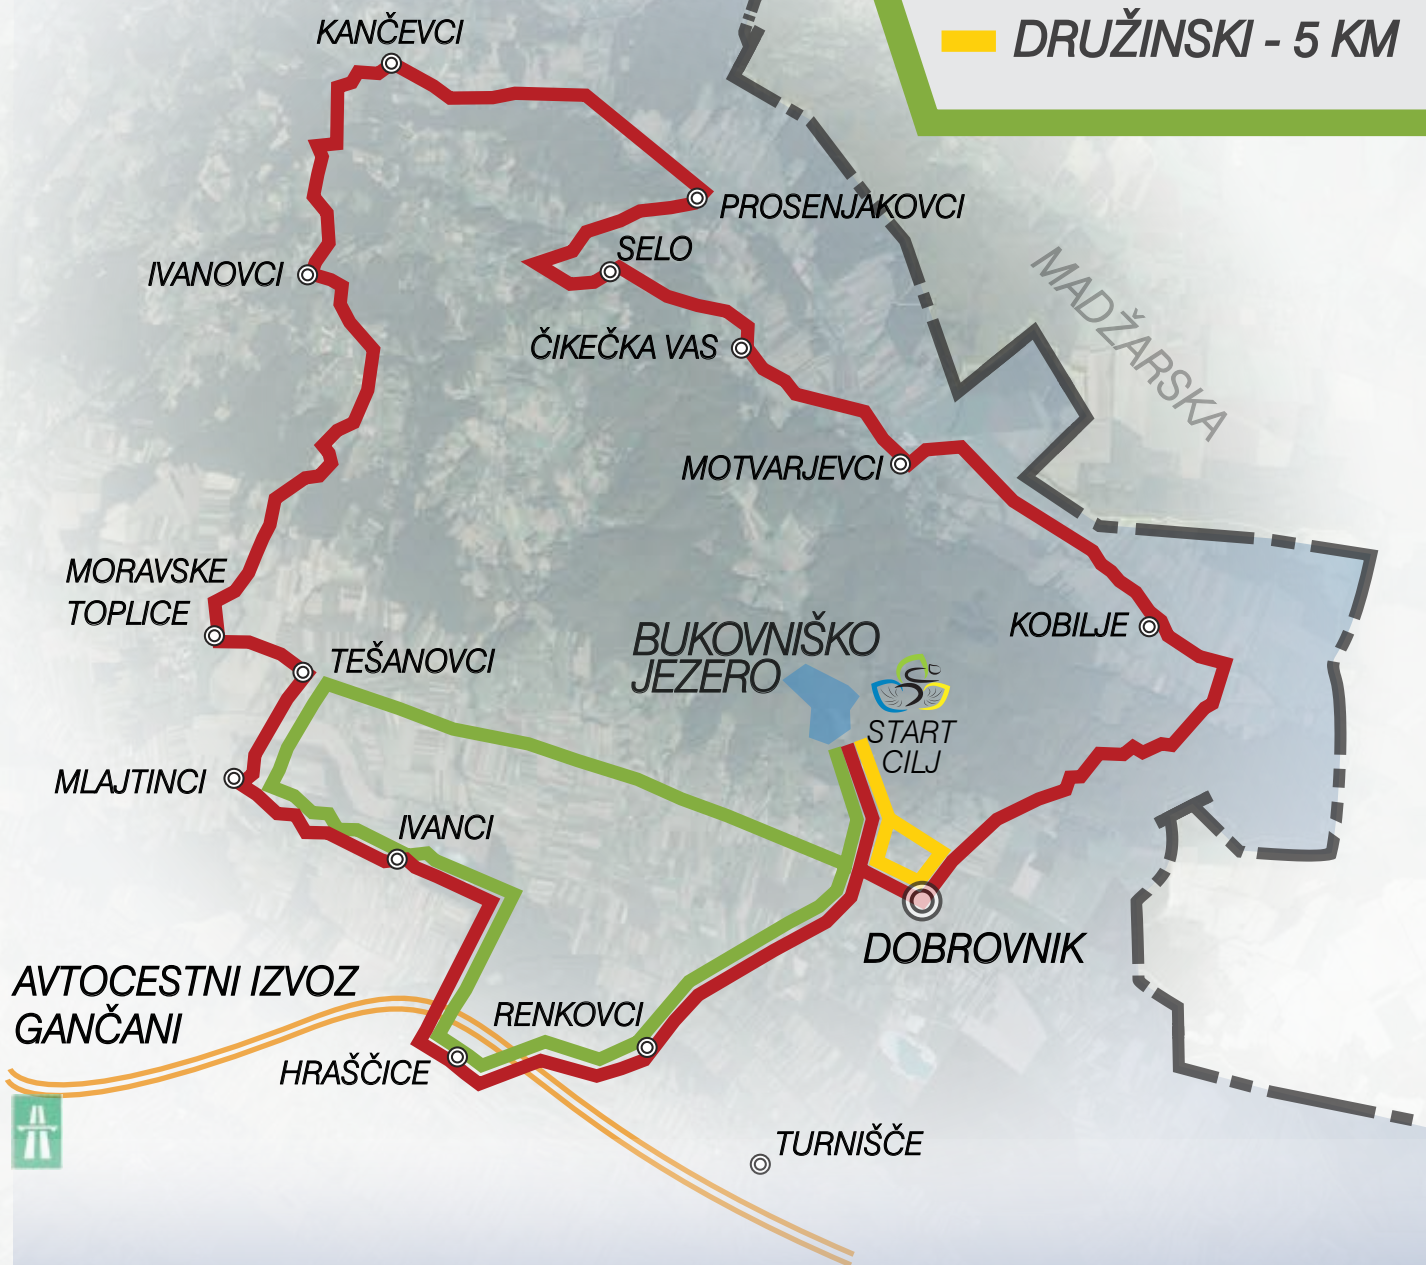 DRUŽINSKI - 5 KM
KANČEVCI
PROSENJAKOVCI
SELO
IVANOVCI
MADŽARSKA
ČIKEČKA VAS
MOTVARJEVCI
MORAVSKE
TOPLICE
KOBILJE
BUKOVNIŠKO
JEZERO
TEŠANOVCI
START
CILJ
MLAJTINCI
IVANCI
DOBROVNIK
AVTOCESTNI IZVOZ
GANČANI
RENKOVCI
HRAŠČICE
TURNIŠČE